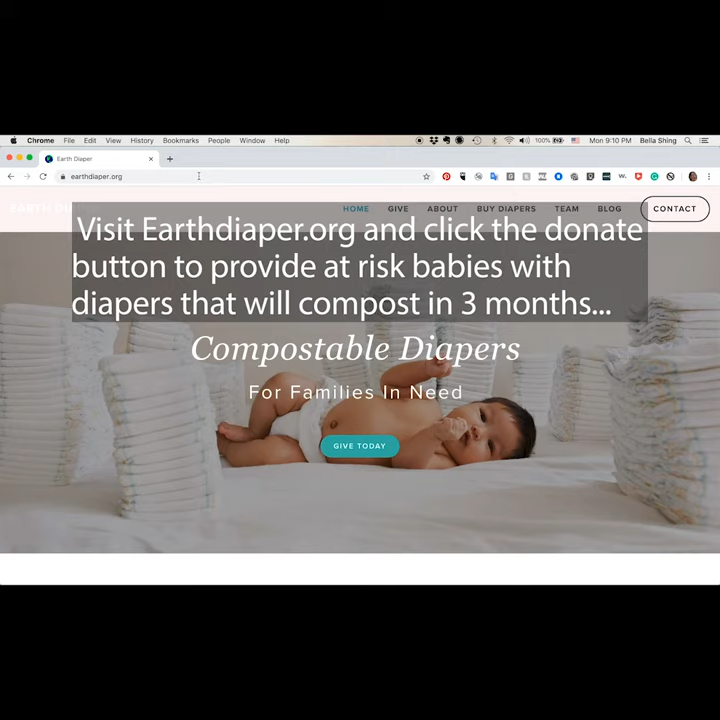 Chrome File Edit View History Bookmarks People Window Help 100% Mon 9:10 PM Bella Shing
Earth Diaper
earthdiaper.org
EARTH DI
HOME GIVE ABOUT BUY DIAPERS TEAM BLOG CONTACT
Visit Earthdiaper.org and click the donate
button to provide at risk babies with
diapers that will compost in 3 months...
Compostable Diapers
For Families In Need
GIVE TODAY